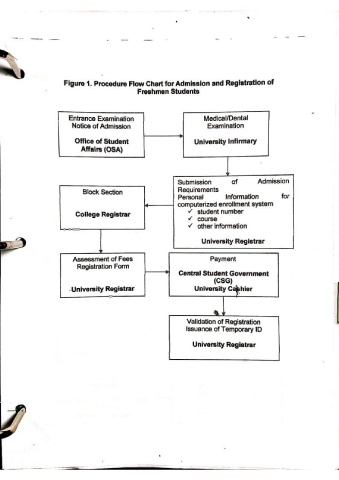 Figure 1. Procedure Flow Chart for Admission and Registration of
Freshmen Students
Entrance Examination
Notice of Admission
Office of Student
Affairs (OSA)
Medical/Dental
Examination
University Infirmary
Submission of Admission
Requirements
Personal Information for
computerized enrollment system
✓ student number
✓ course
✓ other information
University Registrar
Block Section
College Registrar
Assessment of Fees
Registration Form
University Registrar
Payment
Central Student Government
(CSG)
University Cashier
Validation of Registration
Issuance of Temporary ID
University Registrar